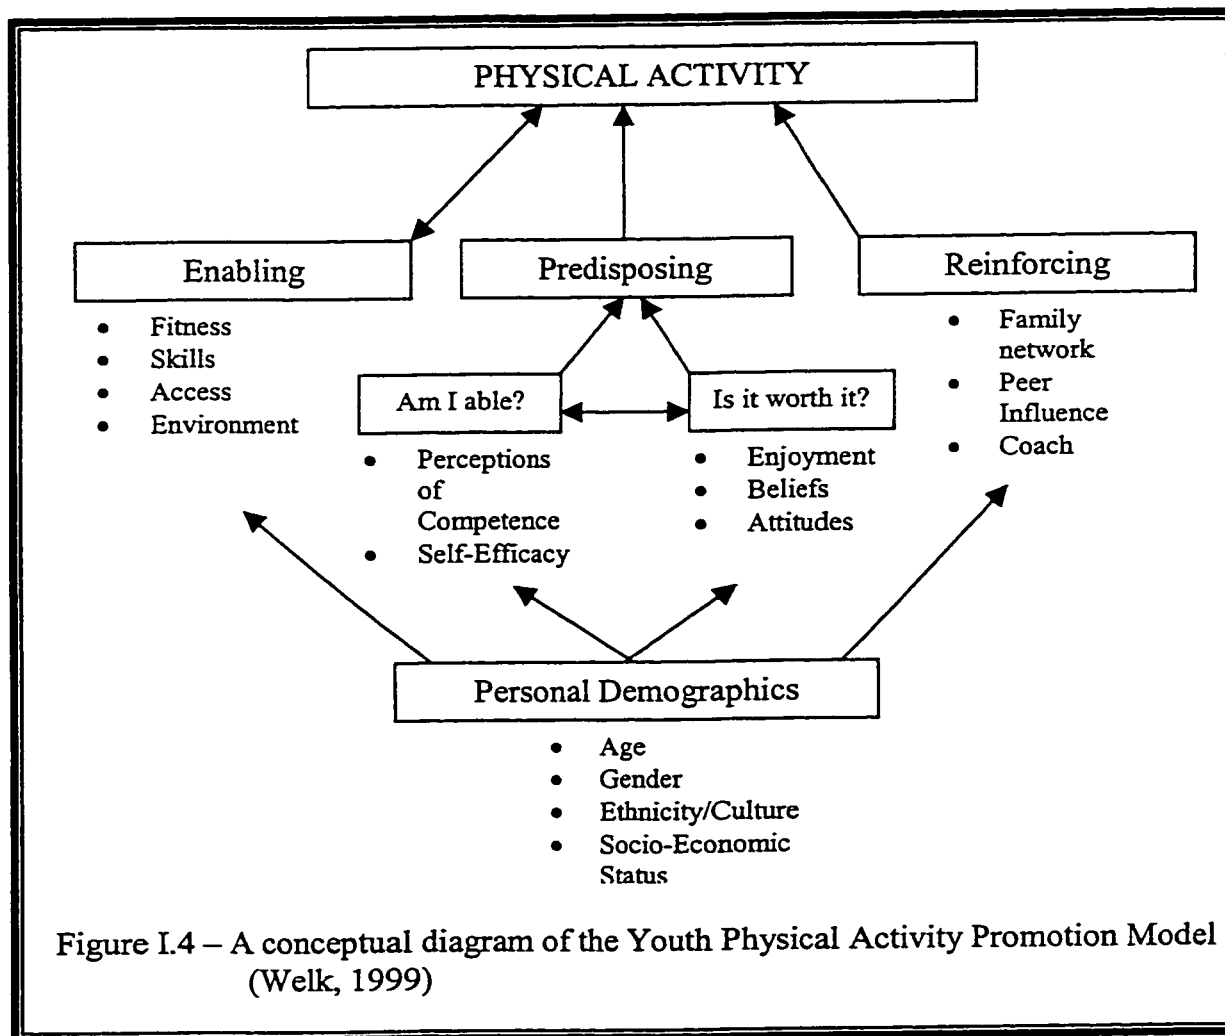 PHYSICAL ACTIVITY
Enabling
• Fitness
• Skills
• Access
• Environment
Predisposing
Am I able?
• Perceptions
of
Competence
• Self-Efficacy
Is it worth it?
• Enjoyment
• Beliefs
• Attitudes
Reinforcing
• Family
network
• Peer
Influence
• Coach
Personal Demographics
• Age
• Gender
• Ethnicity/Culture
• Socio-Economic
Status
Figure I.4 – A conceptual diagram of the Youth Physical Activity Promotion Model
(Welk, 1999)